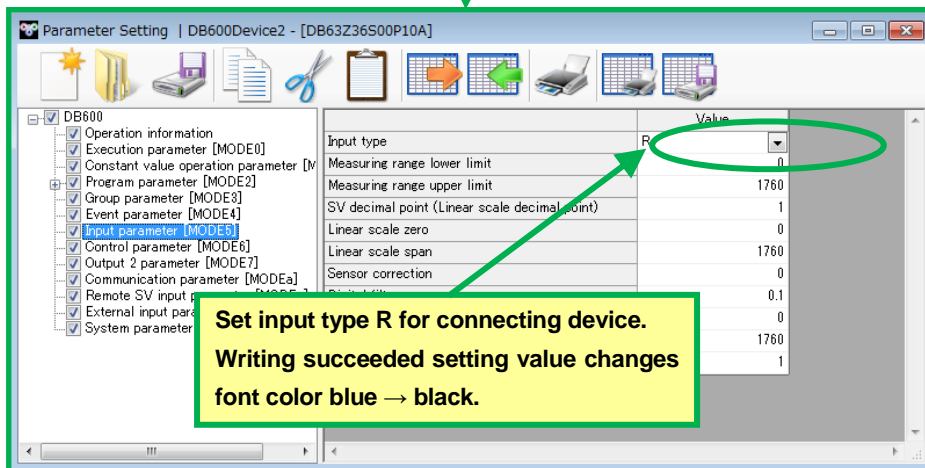 Parameter Setting | DB600Device2 - [DB63Z36S00P10A]
DB600
Operation information
Execution parameter [MODE0]
Constant value operation parameter [M
Program parameter [MODE2]
Group parameter [MODE3]
Event parameter [MODE4]
Input parameter [MODE5]
Control parameter [MODE6]
Output 2 parameter [MODE7]
Communication parameter [MODEa]
Remote SV input
External input
System parameter
Value
Input type R
Measuring range lower limit 0
Measuring range upper limit 1760
SV decimal point (Linear scale decimal point) 1
Linear scale zero 0
Linear scale span 1760
Sensor correction 0
0.1
0
1760
1
Set input type R for connecting device.
Writing succeeded setting value changes
font color blue → black.